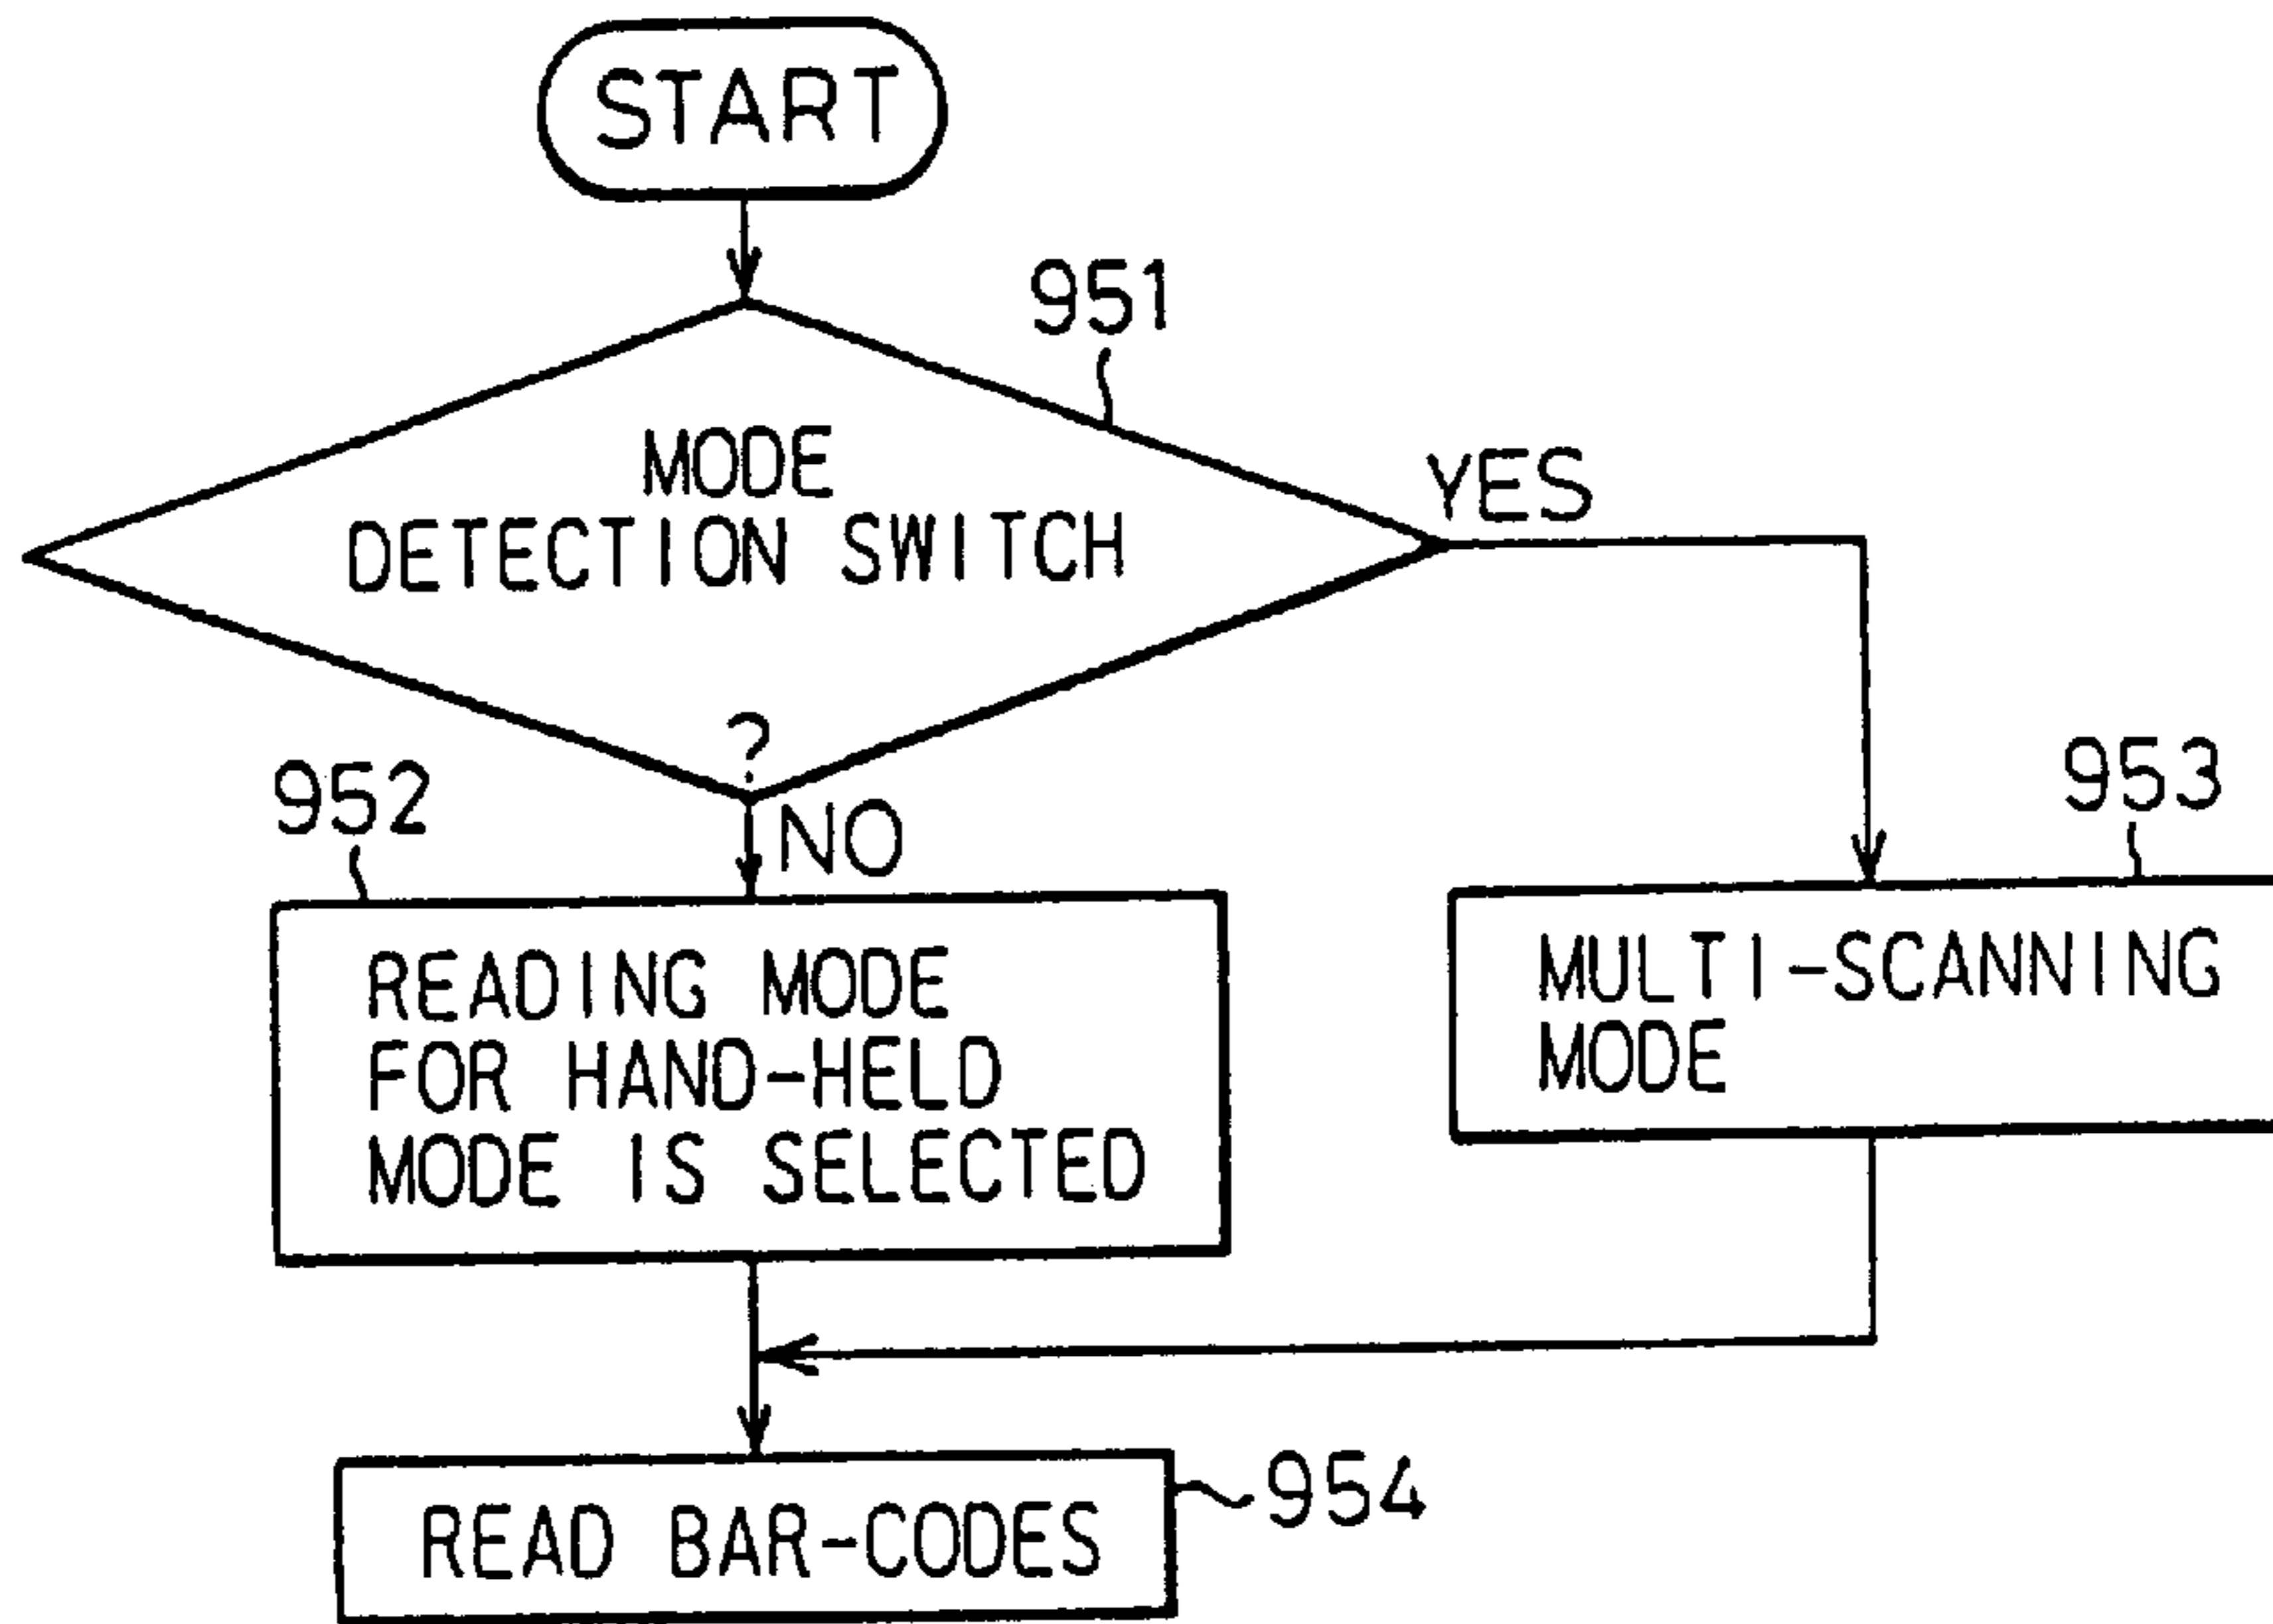 START
951
MODE
DETECTION SWITCH
?
YES
NO
952
READING MODE
FOR HAND-HELD
MODE IS SELECTED
953
MULTI-SCANNING
MODE
READ BAR-CODES
954